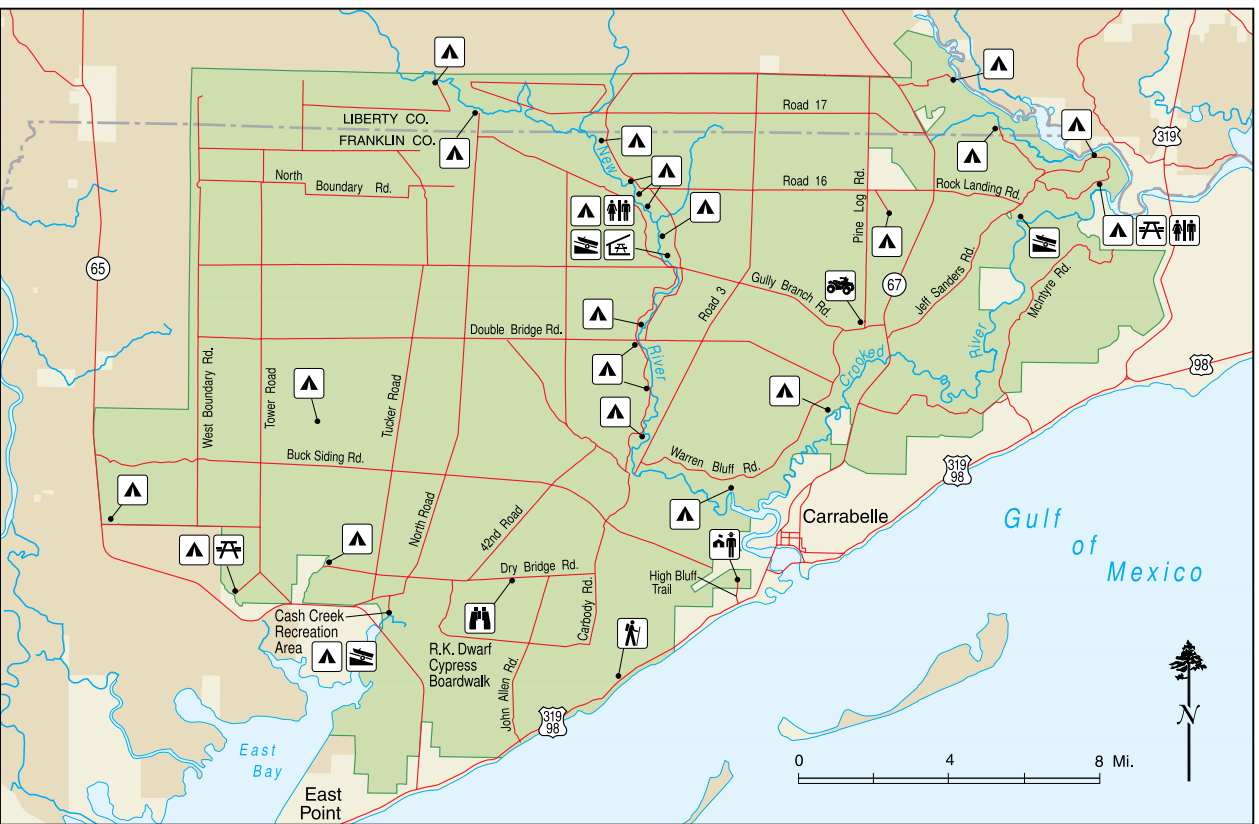 LIBERTY CO.
FRANKLIN CO.
Road 17
319
North
Boundary Rd.
New
Road 16
Pine Log Rd.
Rock Landing Rd.
65
67
Jeff Sanders Rd.
McIntyre Rd.
Road 3
Gully Branch Rd.
Double Bridge Rd.
River
Crooked
River
98
West Boundary Rd.
Tower Road
Tucker Road
Buck Siding Rd.
Warren Bluff Rd.
319
98
North Road
42nd Road
Carrabelle
Gulf
of
Mexico
Dry Bridge Rd.
High Bluff
Trail
Carbody Rd.
Cash Creek
Recreation
Area
R.K. Dwarf
Cypress
Boardwalk
John Allen Rd.
319
98
East
Bay
East
Point
0 4 8 Mi.
N